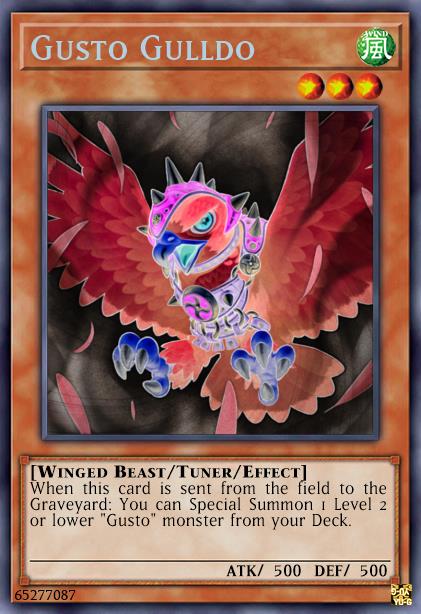 Gusto Gulldo
WIND
風
[Winged Beast/Tuner/Effect]
When this card is sent from the field to the
Graveyard: You can Special Summon 1 Level 2
or lower "Gusto" monster from your Deck.
ATK/ 500 DEF/ 500
65277087